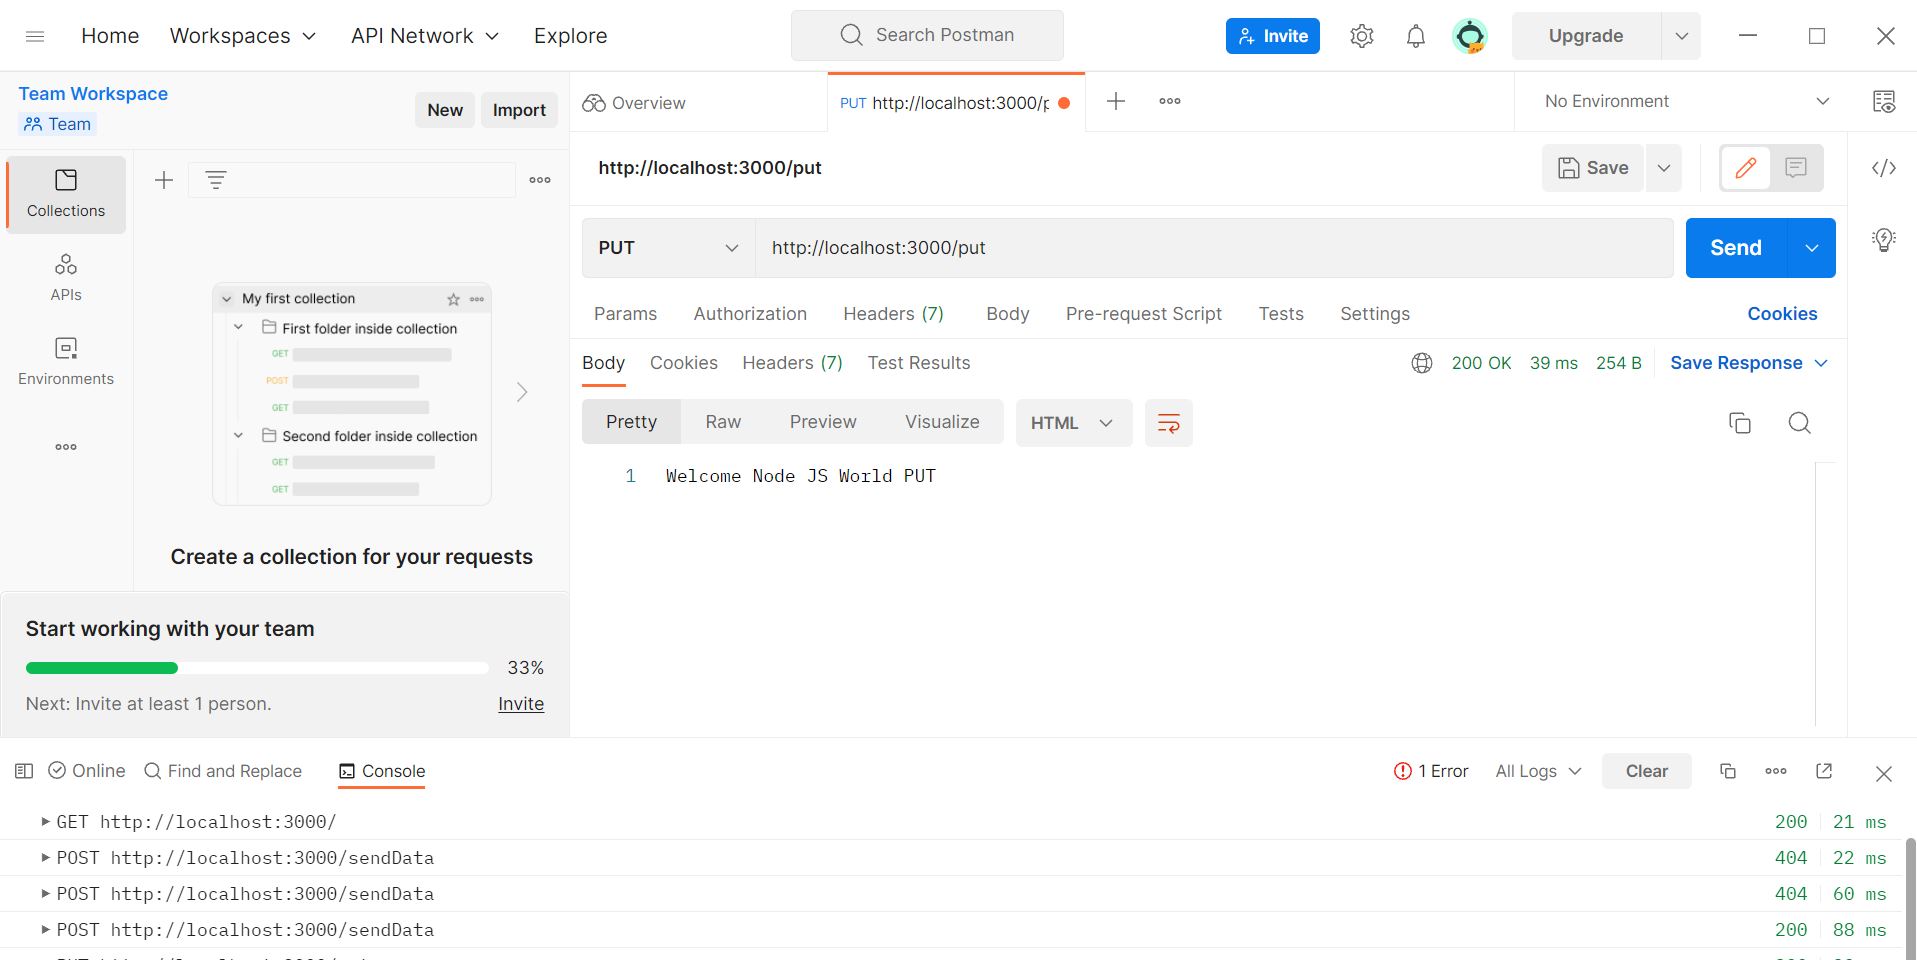 Home Workspaces API Network Explore Search Postman Invite Upgrade
Team Workspace
Team
New Import
Overview PUT http://localhost:3000/p No Environment
Collections
APIs
Environments
My first collection
First folder inside collection
GET
POST
GET
Second folder inside collection
GET
GET
Create a collection for your requests
Start working with your team
33%
Next: Invite at least 1 person. Invite
http://localhost:3000/put Save
PUT http://localhost:3000/put Send
Params Authorization Headers (7) Body Pre-request Script Tests Settings Cookies
Body Cookies Headers (7) Test Results 200 OK 39 ms 254 B Save Response
Pretty Raw Preview Visualize HTML
1 Welcome Node JS World PUT
Online Find and Replace Console 1 Error All Logs Clear
GET http://localhost:3000/ 200 21 ms
POST http://localhost:3000/sendData 404 22 ms
POST http://localhost:3000/sendData 404 60 ms
POST http://localhost:3000/sendData 200 88 ms